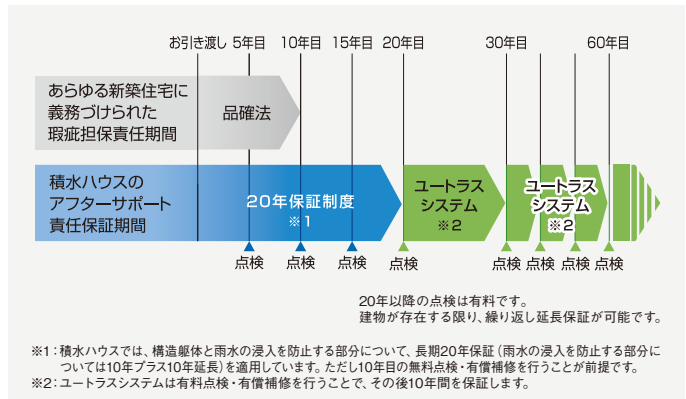 お引き渡し 5年目 10年目 15年目 20年目 30年目 60年目
あらゆる新築住宅に
義務づけられた
瑕疵担保責任期間
品確法
積水ハウスの
アフターサポート
責任保証期間
20年保証制度
※1
ユートラス
システム
※2
ユートラス
システム
※2
点検 点検 点検 点検 点検 点検 点検 点検
20年以降の点検は有料です。
建物が存在する限り、繰り返し延長保証が可能です。
※1：積水ハウスでは、構造躯体と雨水の浸入を防止する部分について、長期20年保証（雨水の浸入を防止する部分に
ついては10年プラス10年延長）を適用しています。ただし10年目の無料点検・有償補修を行うことが前提です。
※2：ユートラスシステムは有料点検・有償補修を行うことで、その後10年間を保証します。